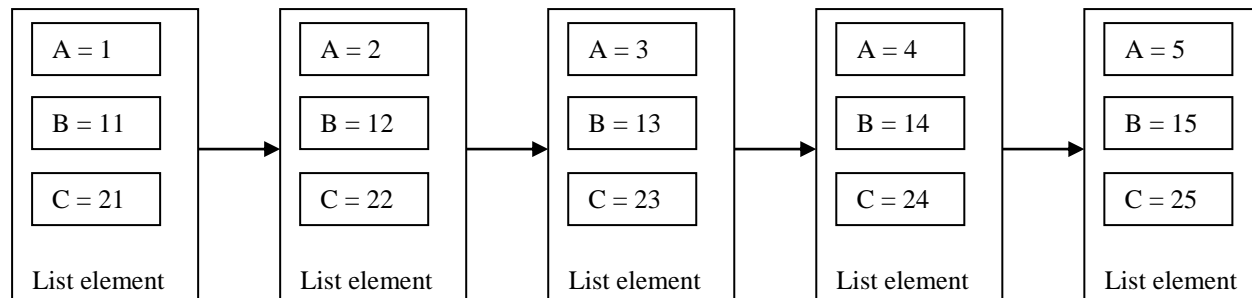 A = 1
B = 11
C = 21
List element
A = 2
B = 12
C = 22
List element
A = 3
B = 13
C = 23
List element
A = 4
B = 14
C = 24
List element
A = 5
B = 15
C = 25
List element